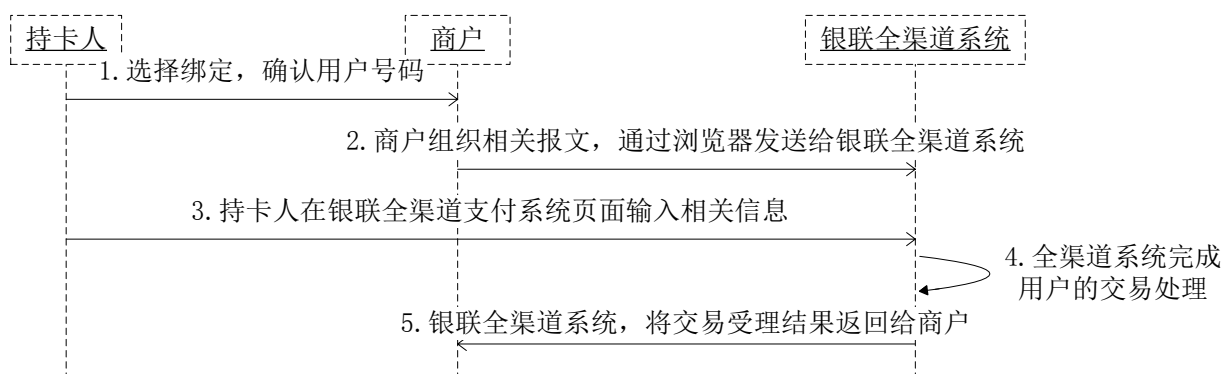 持卡人
商户
银联全渠道系统
1.选择绑定，确认用户号码
2.商户组织相关报文，通过浏览器发送给银联全渠道系统
3.持卡人在银联全渠道支付系统页面输入相关信息
4.全渠道系统完成
用户的交易处理
5.银联全渠道系统，将交易受理结果返回给商户